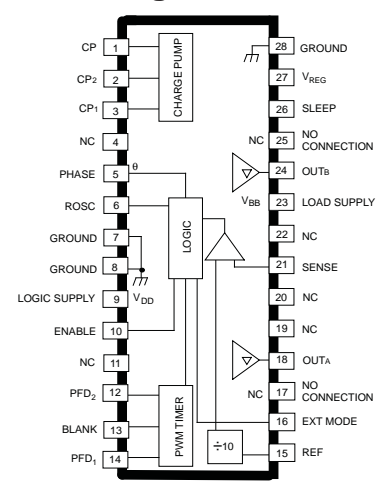 CP 1
CP2 2
CP1 3
NC 4
PHASE 5 θ
ROSC 6
GROUND 7
GROUND 8
LOGIC SUPPLY 9 VDD
ENABLE 10
NC 11
PFD2 12
BLANK 13
PFD1 14
CHARGE PUMP
LOGIC
PWM TIMER
÷10
28 GROUND
27 VREG
26 SLEEP
NC 25 NO
CONNECTION
24 OUTB
VBB 23 LOAD SUPPLY
22 NC
21 SENSE
20 NC
19 NC
18 OUTA
NC 17 NO
CONNECTION
16 EXT MODE
15 REF